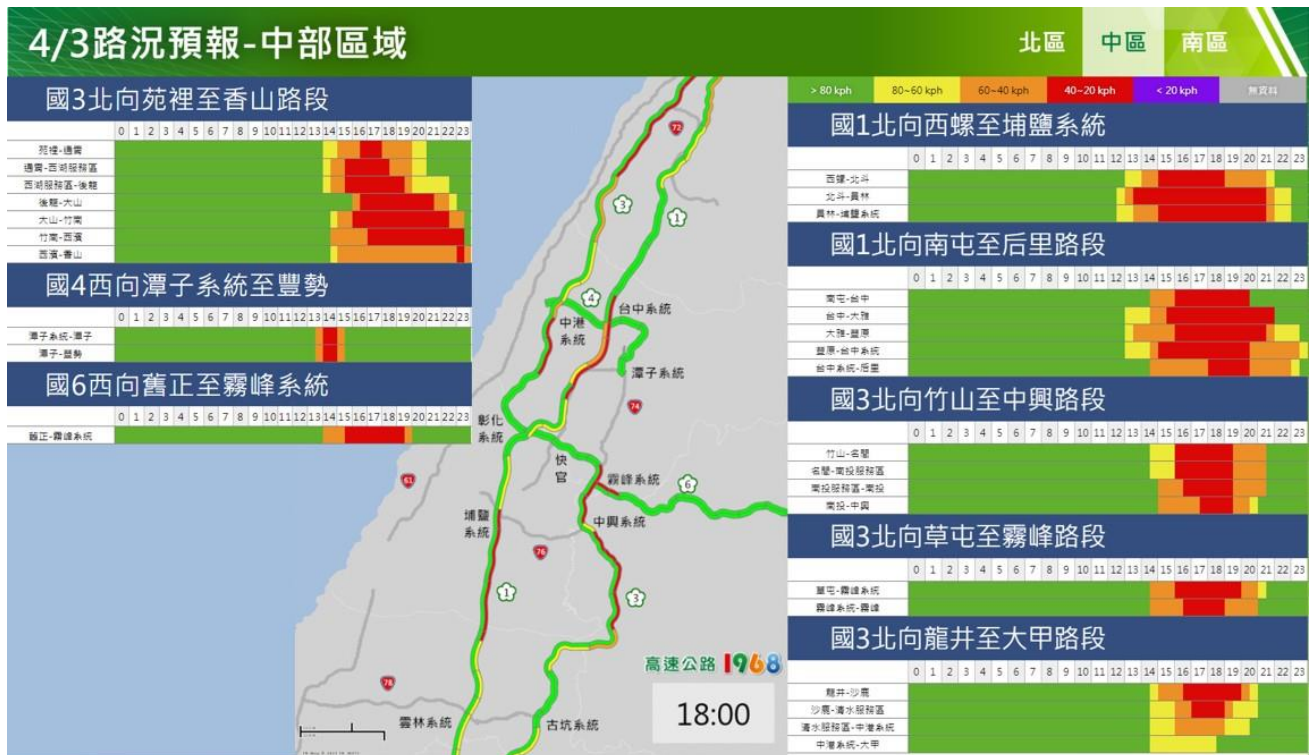 4/3路況預報-中部區域
北區 中區 南區
國3北向苑裡至香山路段
0 1 2 3 4 5 6 7 8 9 10 11 12 13 14 15 16 17 18 19 20 21 22 23
苑裡-通霄
通霄-西湖服務區
西湖服務區-後龍
後龍-大山
大山-竹南
竹南-西濱
西濱-香山
國4西向潭子系統至豐勢
0 1 2 3 4 5 6 7 8 9 10 11 12 13 14 15 16 17 18 19 20 21 22 23
潭子系統-潭子
潭子-豐勢
國6西向舊正至霧峰系統
0 1 2 3 4 5 6 7 8 9 10 11 12 13 14 15 16 17 18 19 20 21 22 23
舊正-霧峰系統
72
3
1
4
台中系統
中港
系統
潭子系統
74
彰化
系統
快
官
霧峰系統
6
61
中興系統
埔鹽
系統
76
1
3
高速公路 1968
78
雲林系統
古坑系統
18:00
> 80 kph 80~60 kph 60~40 kph 40~20 kph < 20 kph 無資料
國1北向西螺至埔鹽系統
0 1 2 3 4 5 6 7 8 9 10 11 12 13 14 15 16 17 18 19 20 21 22 23
西螺-北斗
北斗-員林
員林-埔鹽系統
國1北向南屯至后里路段
0 1 2 3 4 5 6 7 8 9 10 11 12 13 14 15 16 17 18 19 20 21 22 23
南屯-台中
台中-大雅
大雅-豐原
豐原-台中系統
台中系統-后里
國3北向竹山至中興路段
0 1 2 3 4 5 6 7 8 9 10 11 12 13 14 15 16 17 18 19 20 21 22 23
竹山-名間
名間-南投服務區
南投服務區-南投
南投-中興
國3北向草屯至霧峰路段
0 1 2 3 4 5 6 7 8 9 10 11 12 13 14 15 16 17 18 19 20 21 22 23
草屯-霧峰系統
霧峰系統-霧峰
國3北向龍井至大甲路段
0 1 2 3 4 5 6 7 8 9 10 11 12 13 14 15 16 17 18 19 20 21 22 23
龍井-沙鹿
沙鹿-清水服務區
清水服務區-中港系統
中港系統-大甲